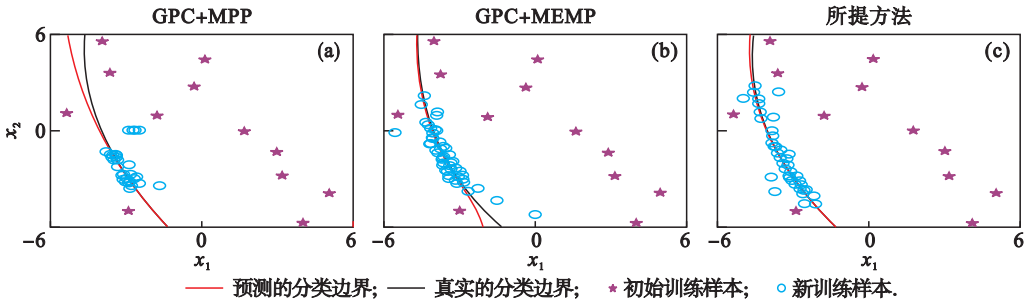 GPC+MPP GPC+MEMP 所提方法
6
(a) (b) (c)
x2
0
−6
−6 0 6 −6 0 6 −6 0 6
x1 x1 x1
预测的分类边界; 真实的分类边界; 初始训练样本; 新训练样本.